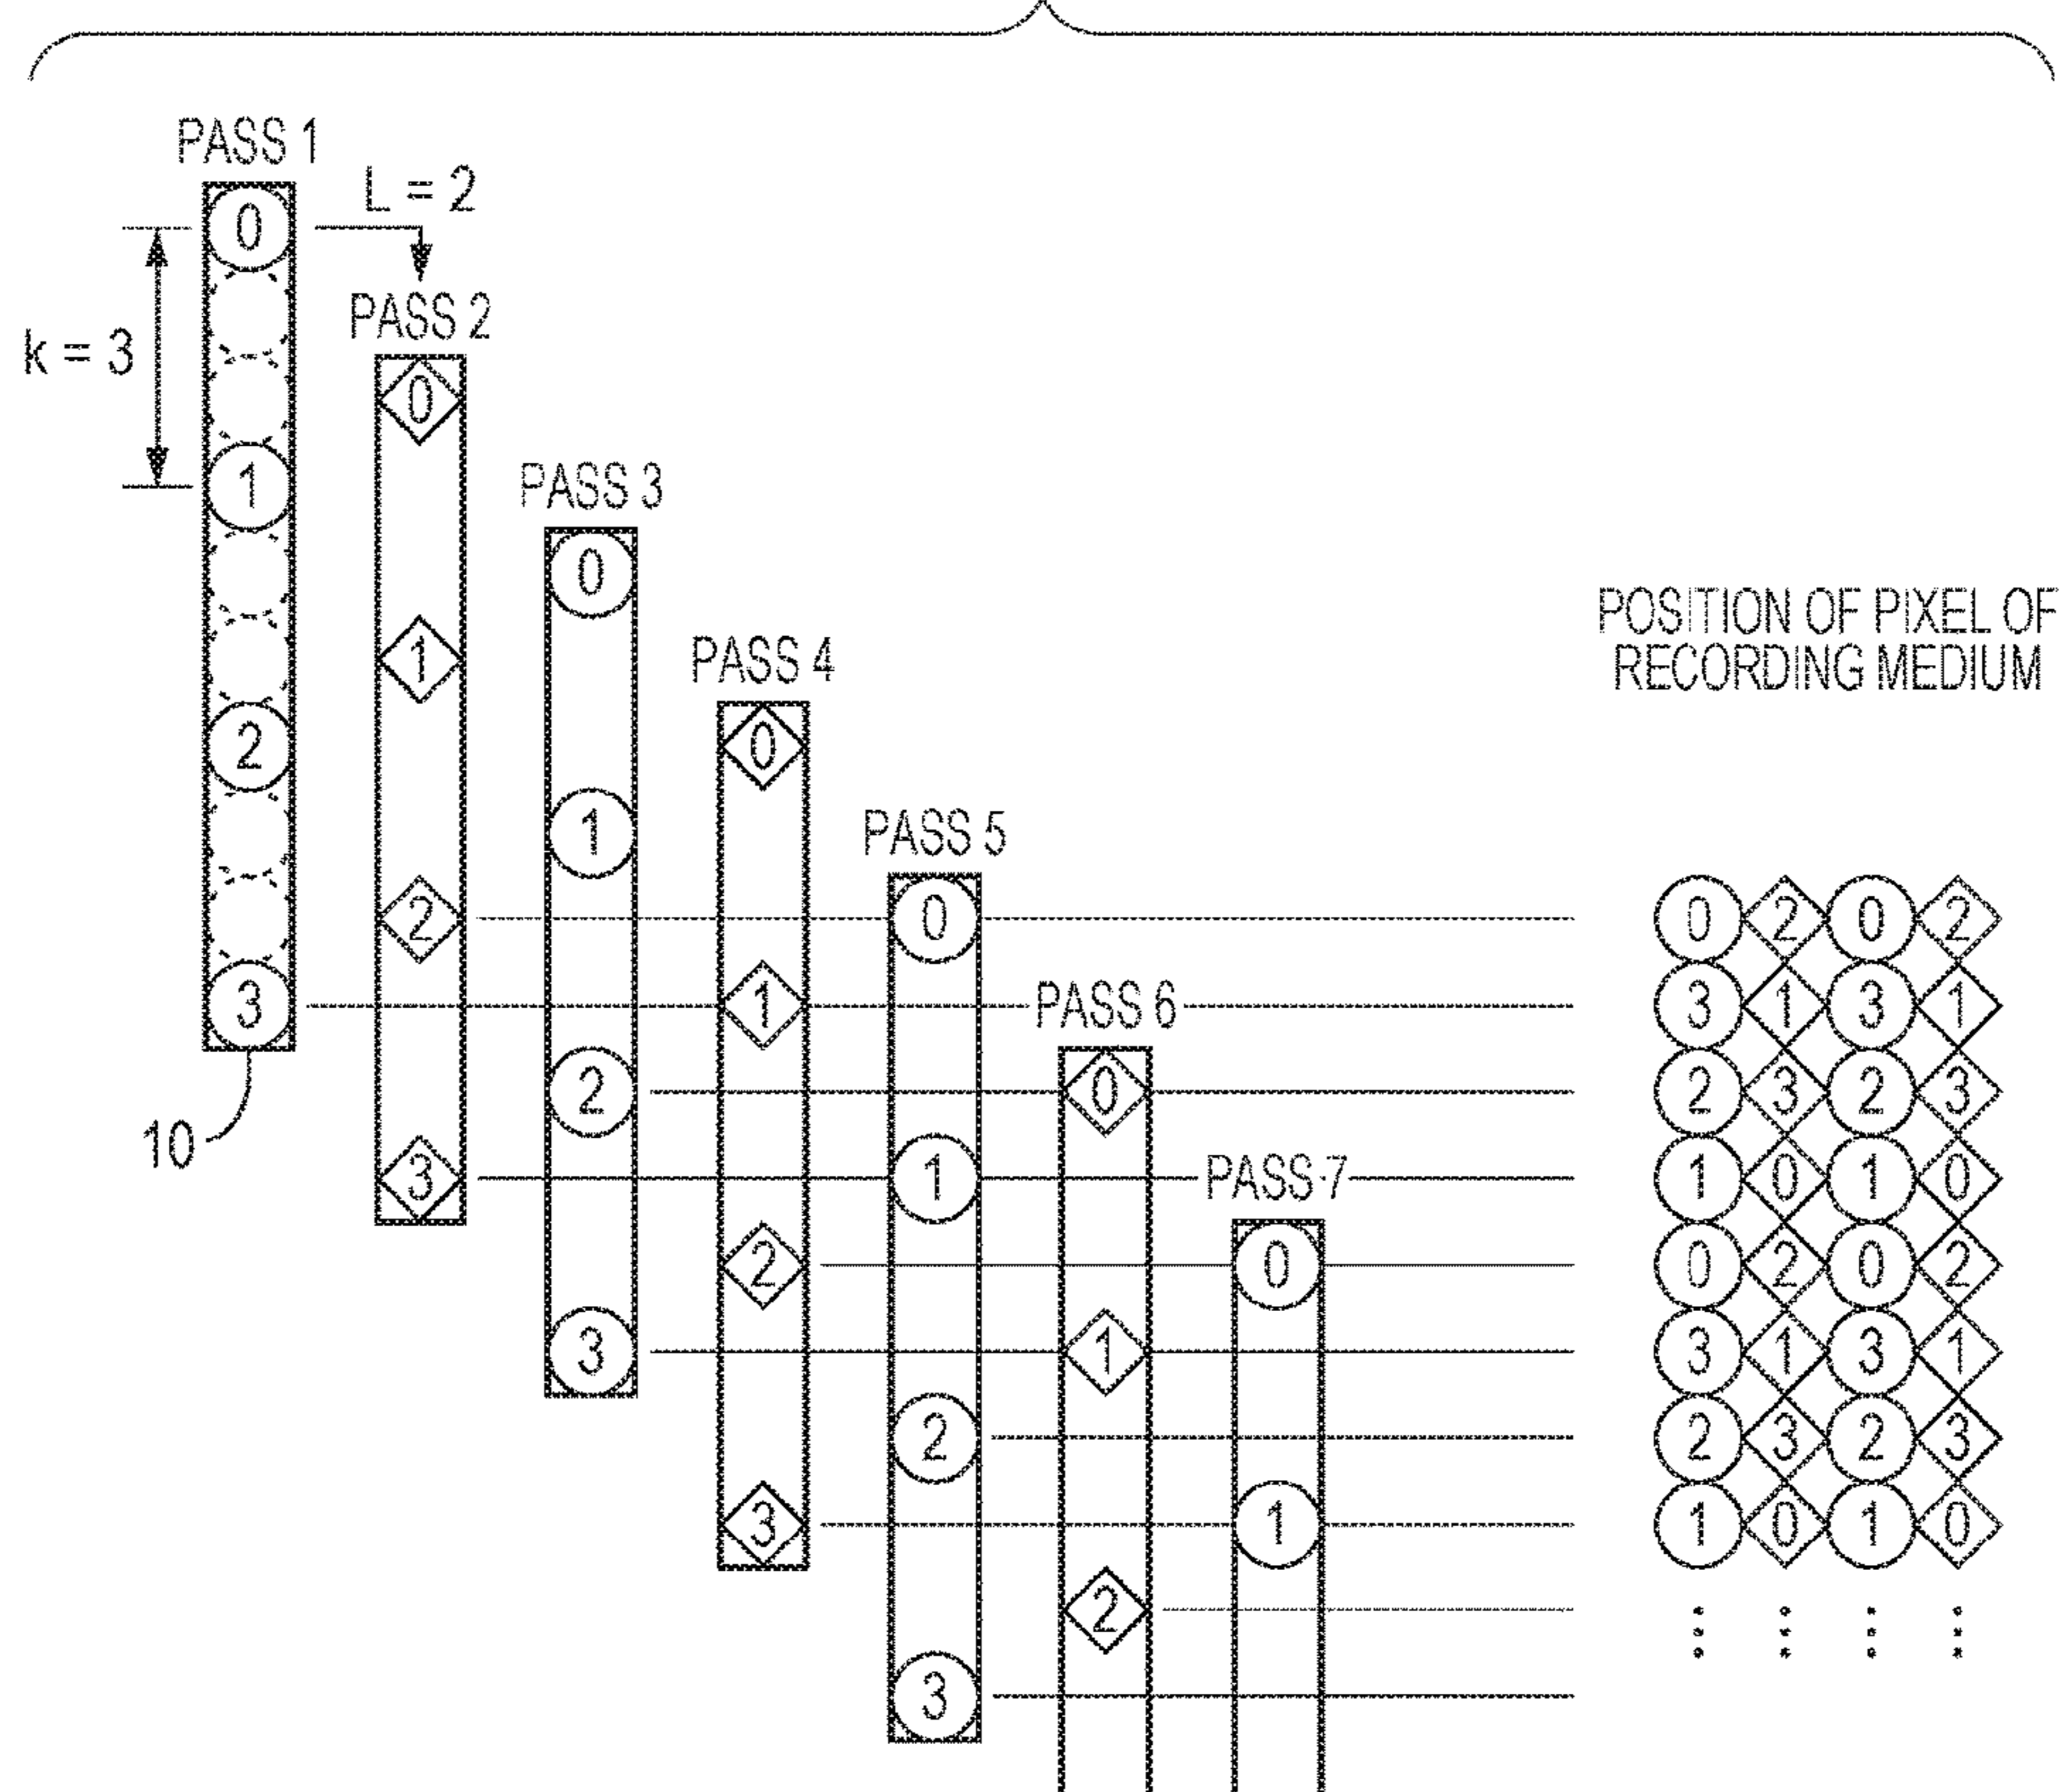 PASS 1
L = 2
0
PASS 2
k = 3
0
1
PASS 3
0
POSITION OF PIXEL OF
RECORDING MEDIUM
1
PASS 4
2
0
1
PASS 5
2 0 0 2 0 2
3 1 PASS 6 3 1 3 1
2 0 2 3 2 3
10
3 1 PASS 7 1 0 1 0
2 0 0 2 0 2
3 1 3 1 3 1
2 2 3 2 3
3 1 1 0 1 0
2
3